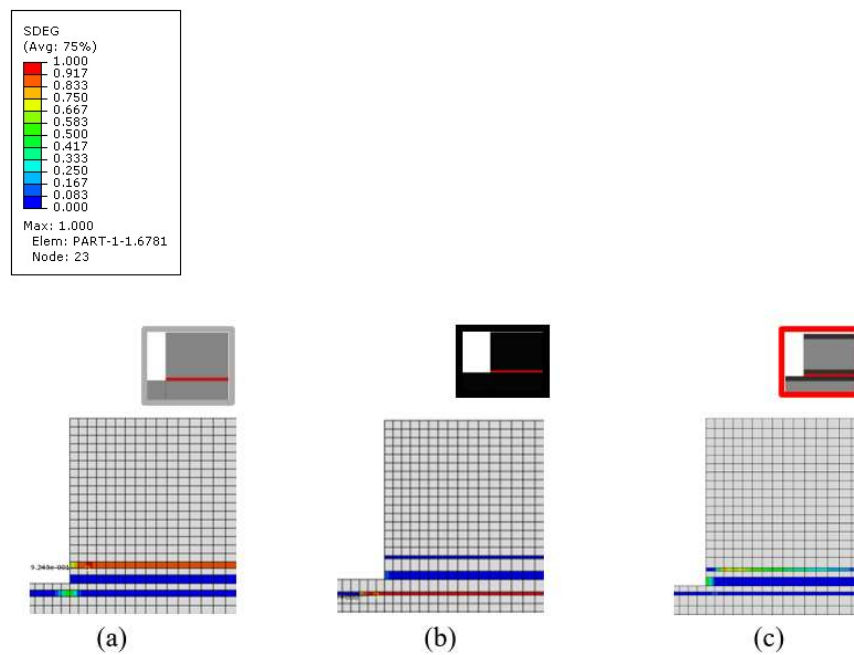 SDEG
(Avg: 75%)
1.000
0.917
0.833
0.750
0.667
0.583
0.500
0.417
0.333
0.250
0.167
0.083
0.000
Max: 1.000
Elem: PART-1-1.6781
Node: 23
(a)
(b)
(c)